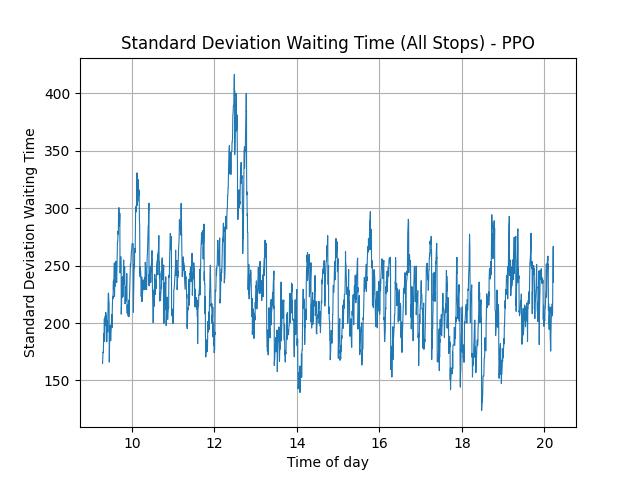 Standard Deviation Waiting Time (All Stops) - PPO
Standard Deviation Waiting Time
400
350
300
250
200
150
10 12 14 16 18 20
Time of day